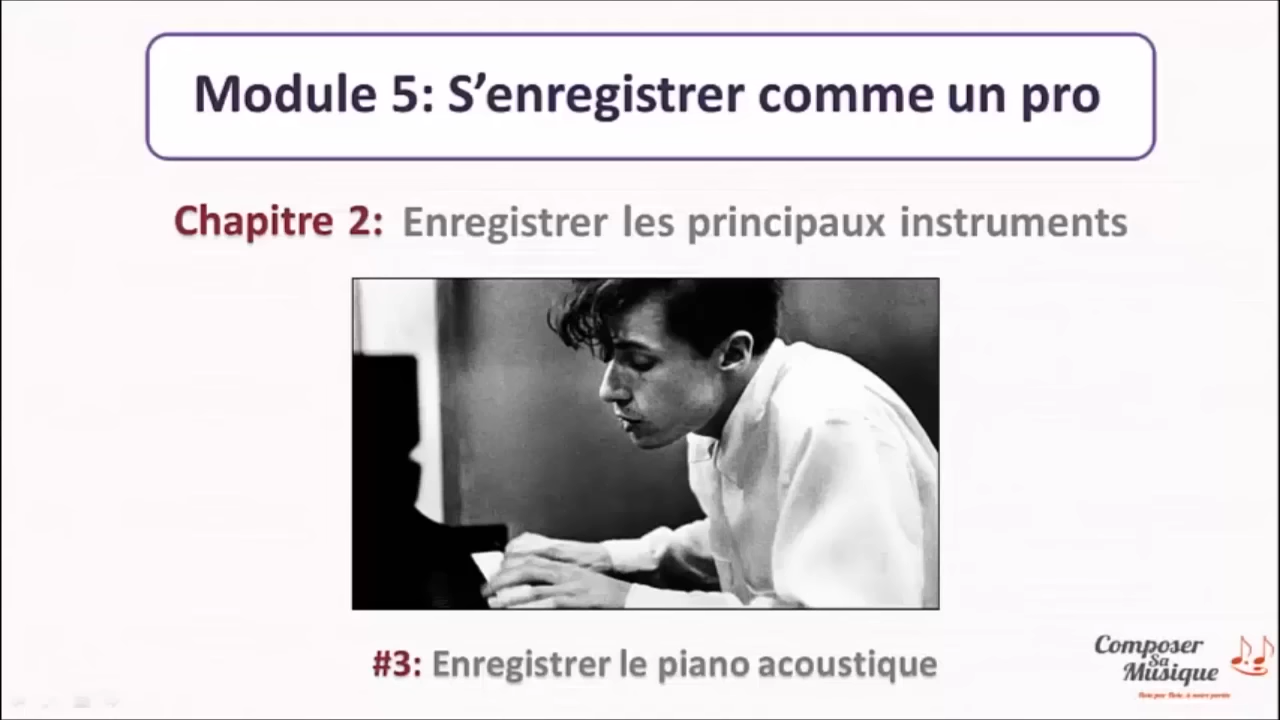 Module 5: S’enregistrer comme un pro
Chapitre 2: Enregistrer les principaux instruments
#3: Enregistrer le piano acoustique
Composer
Sa
Musique